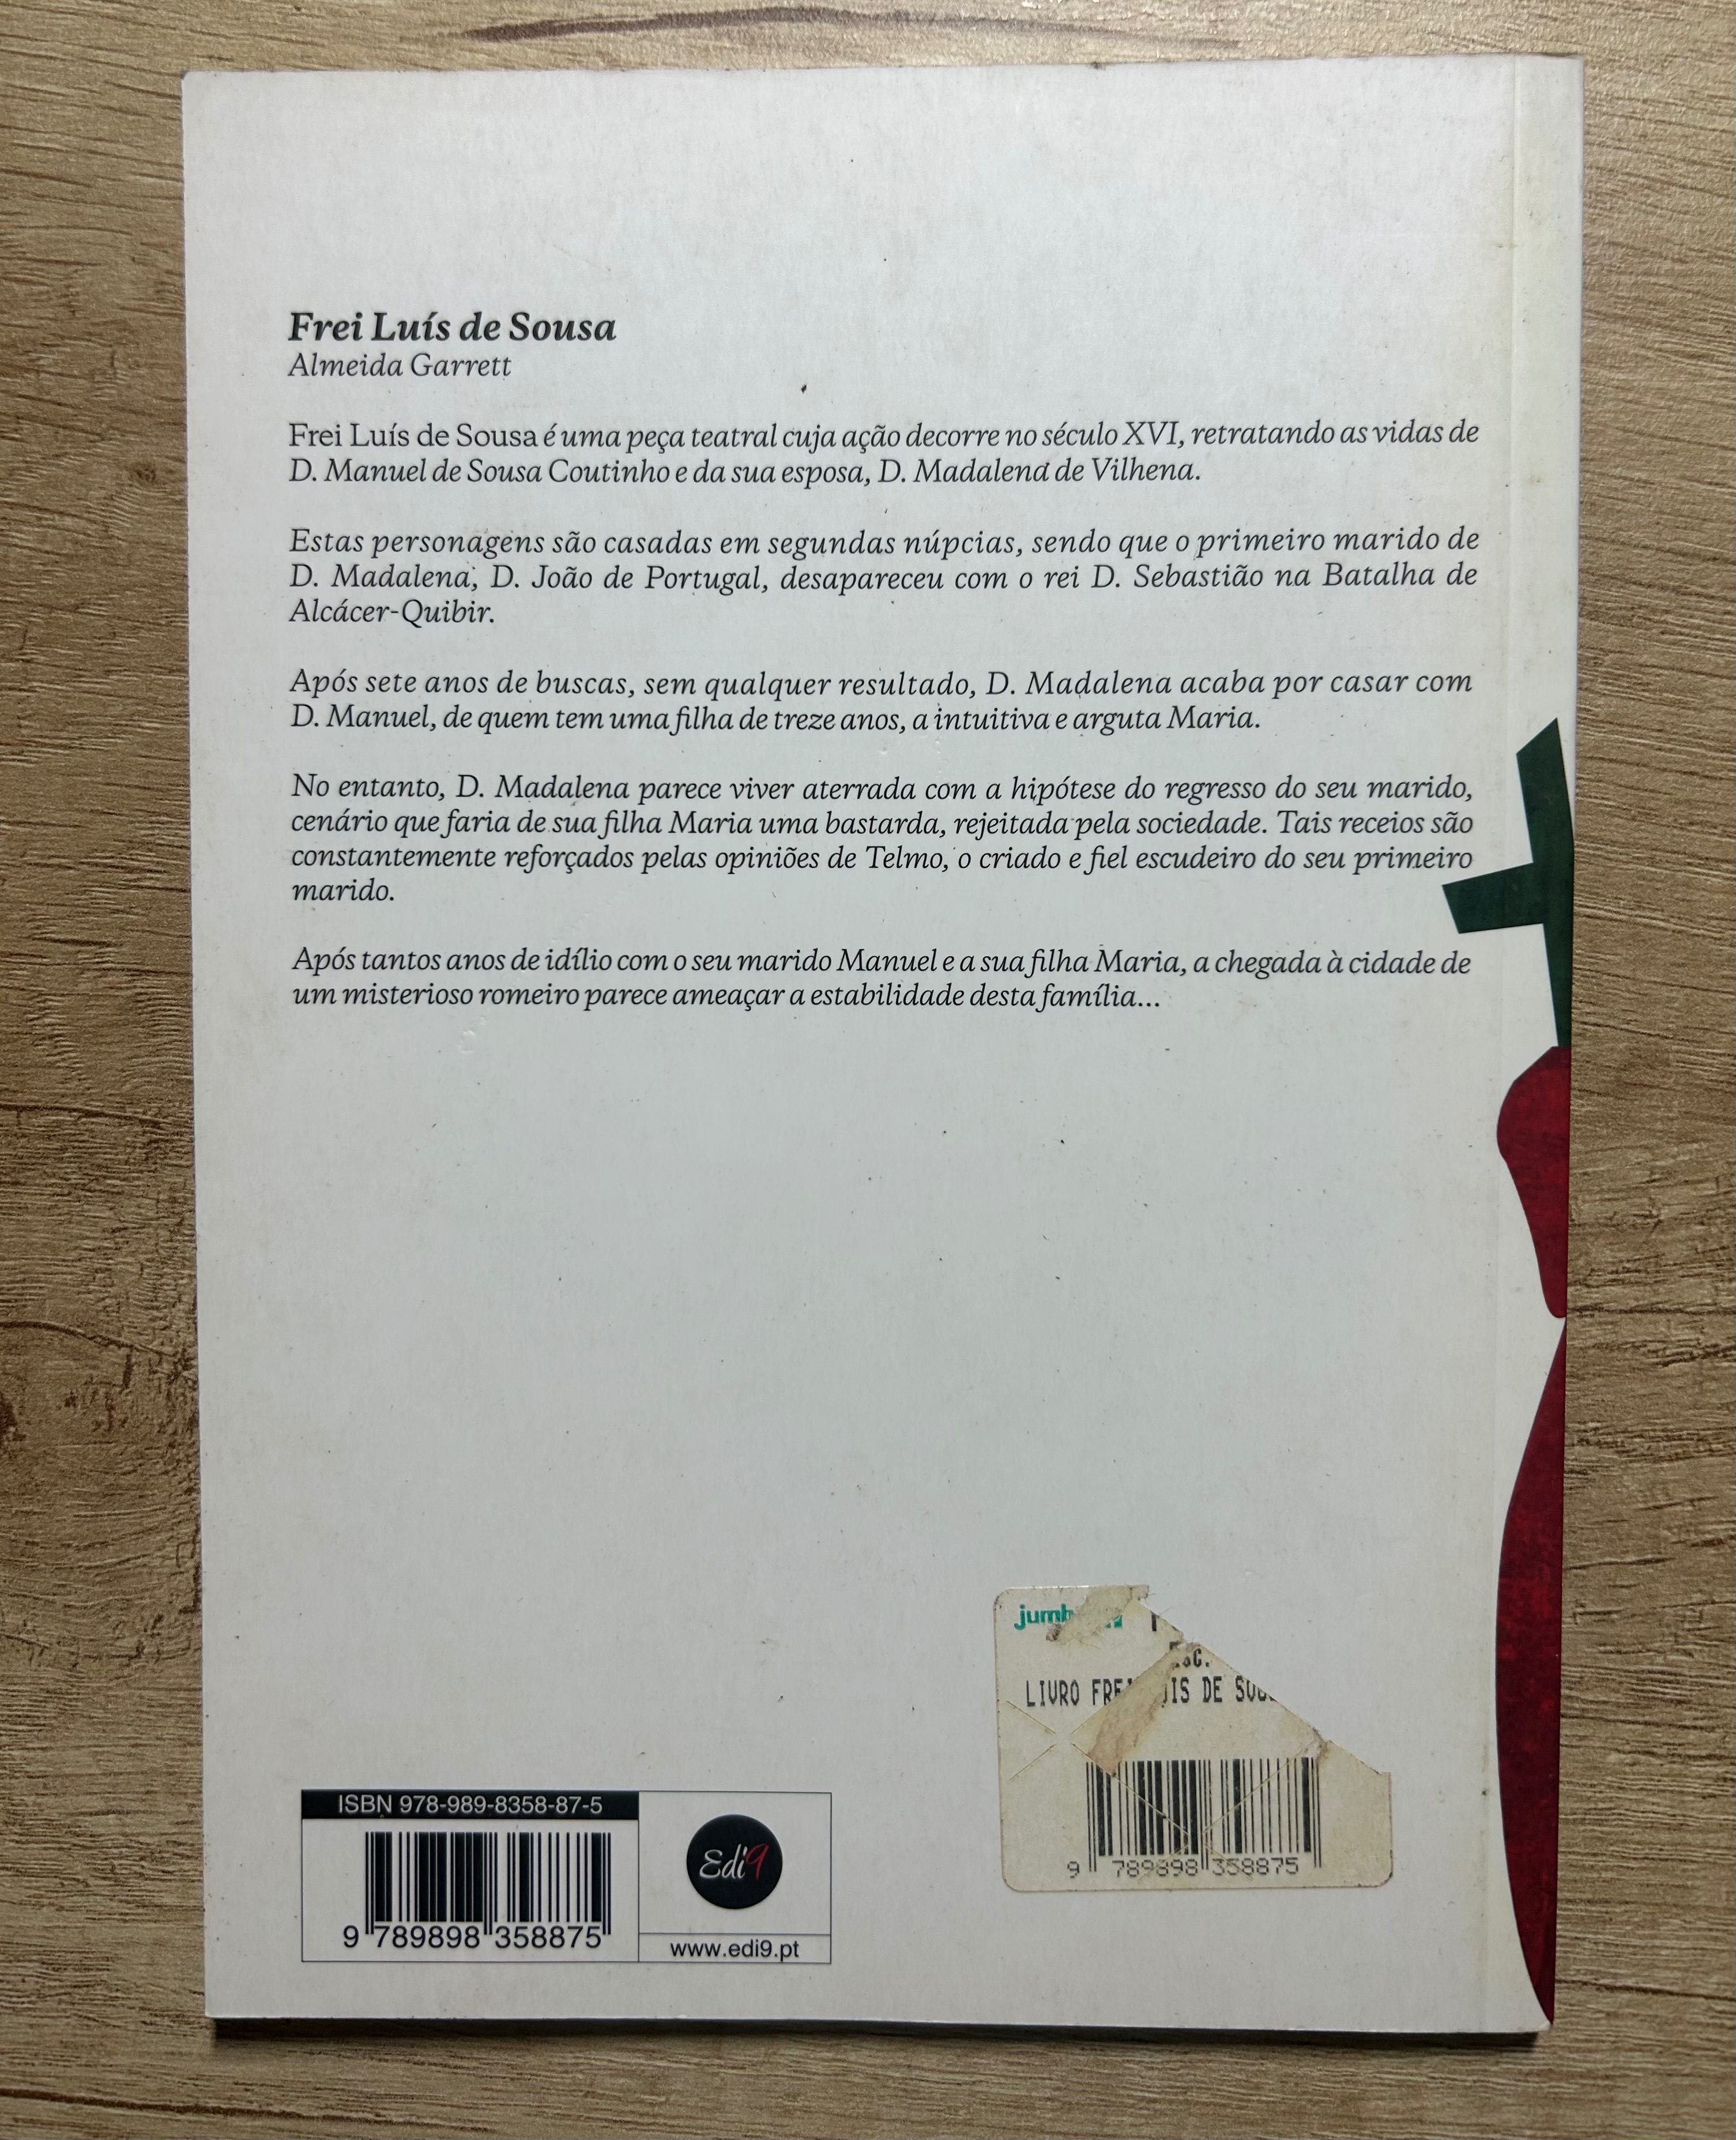 Frei Luís de Sousa
Almeida Garrett
Frei Luís de Sousa é uma peça teatral cuja ação decorre no século XVI, retratando as vidas de
D. Manuel de Sousa Coutinho e da sua esposa, D. Madalena de Vilhena.
Estas personagens são casadas em segundas núpcias, sendo que o primeiro marido de
D. Madalena, D. João de Portugal, desapareceu com o rei D. Sebastião na Batalha de
Alcácer-Quibir.
Após sete anos de buscas, sem qualquer resultado, D. Madalena acaba por casar com
D. Manuel, de quem tem uma filha de treze anos, a intuitiva e arguta Maria.
No entanto, D. Madalena parece viver aterrada com a hipótese do regresso do seu marido,
cenário que faria de sua filha Maria uma bastarda, rejeitada pela sociedade. Tais receios são
constantemente reforçados pelas opiniões de Telmo, o criado e fiel escudeiro do seu primeiro
marido.
Após tantos anos de idílio com o seu marido Manuel e a sua filha Maria, a chegada à cidade de
um misterioso romeiro parece ameaçar a estabilidade desta família...
LIVRO DE
9 789898 358875
ISBN 978-989-8358-87-5
9 789898 358875
Edi9
www.edi9.pt